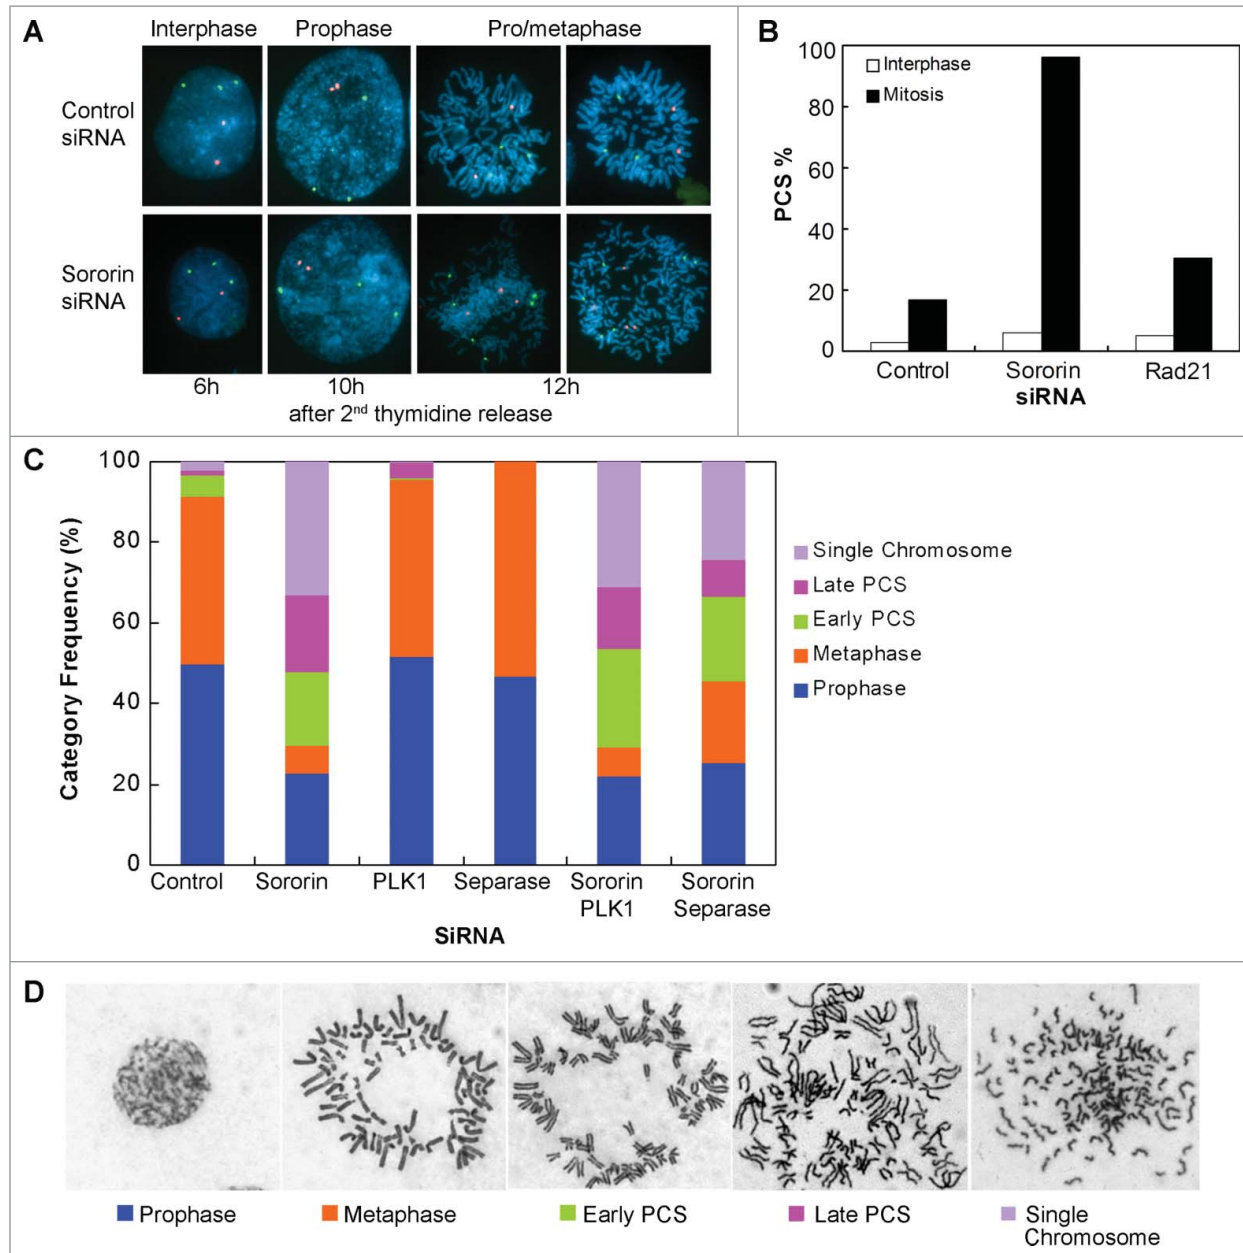 A
Interphase
Prophase
Pro/metaphase
Control
siRNA
Sororin
siRNA
6h
10h
12h
after 2nd thymidine release
B
100
80
60
40
20
0
PCS %
Interphase
Mitosis
Control
Sororin
Rad21
siRNA
C
100
80
60
40
20
0
Category Frequency (%)
Single Chromosome
Late PCS
Early PCS
Metaphase
Prophase
Control
Sororin
PLK1
Separase
Sororin
PLK1
Sororin
Separase
SiRNA
D
Prophase
Metaphase
Early PCS
Late PCS
Single
Chromosome